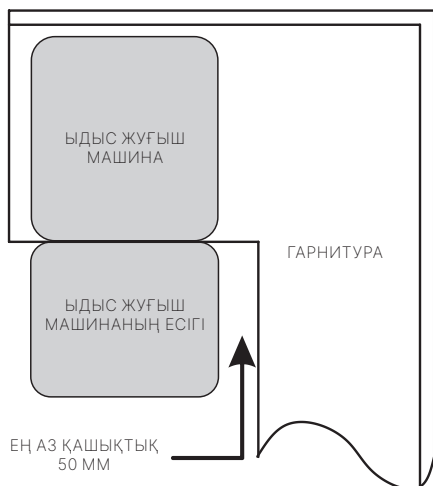 ЫДЫС ЖУҒЫШ
МАШИНА
ГАРНИТУРА
ЫДЫС ЖУҒЫШ
МАШИНАНЫҢ ЕСІГІ
ЕҢ АЗ ҚАШЫҚТЫҚ
50 ММ